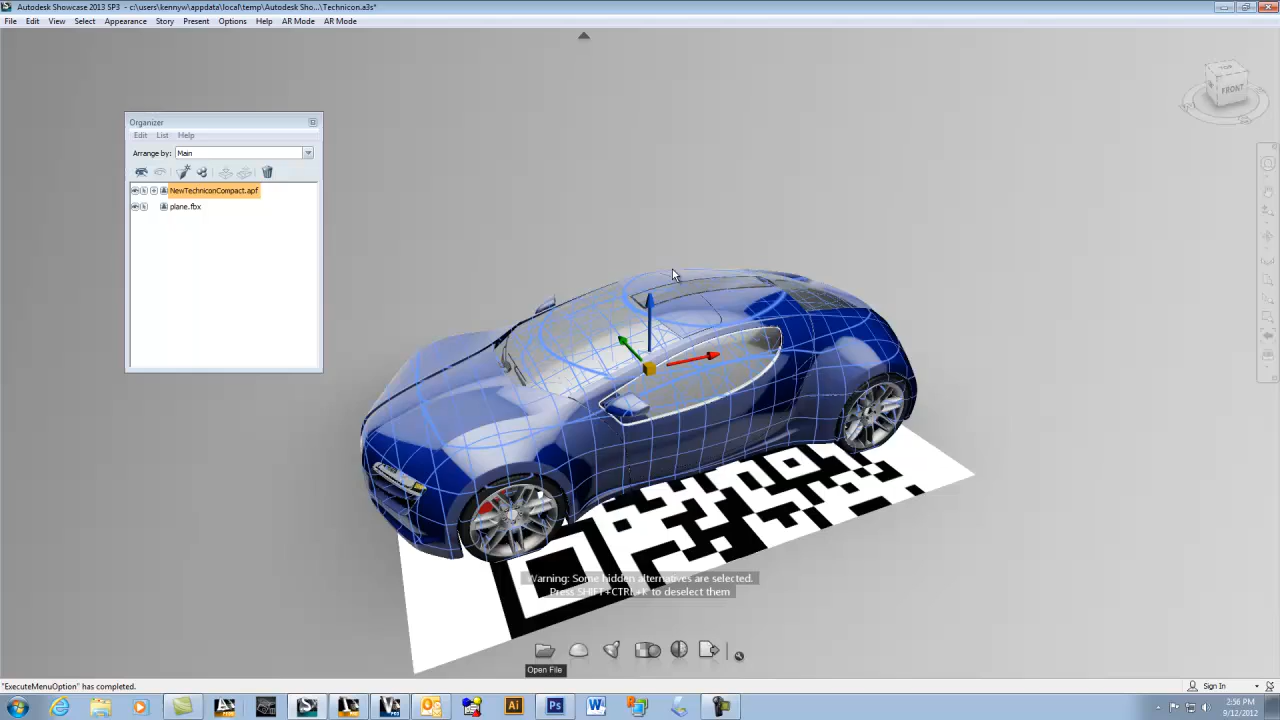 Autodesk Showcase 2013 SP3 - c:\users\kennyw\appdata\local\temp\Autodesk Sho...\Technicon.a3s*
File Edit View Select Appearance Story Present Options Help AR Mode AR Mode
FRONT
Organizer
Edit List Help
Arrange by: Main
NewTechniconCompact.apf
plane.fbx
Warning: Some hidden alternatives are selected.
Press SHIFT+CTRL+K to deselect them
Open File
"ExecuteMenuOption" has completed.
Sign In
2:36 PM
9/12/2012